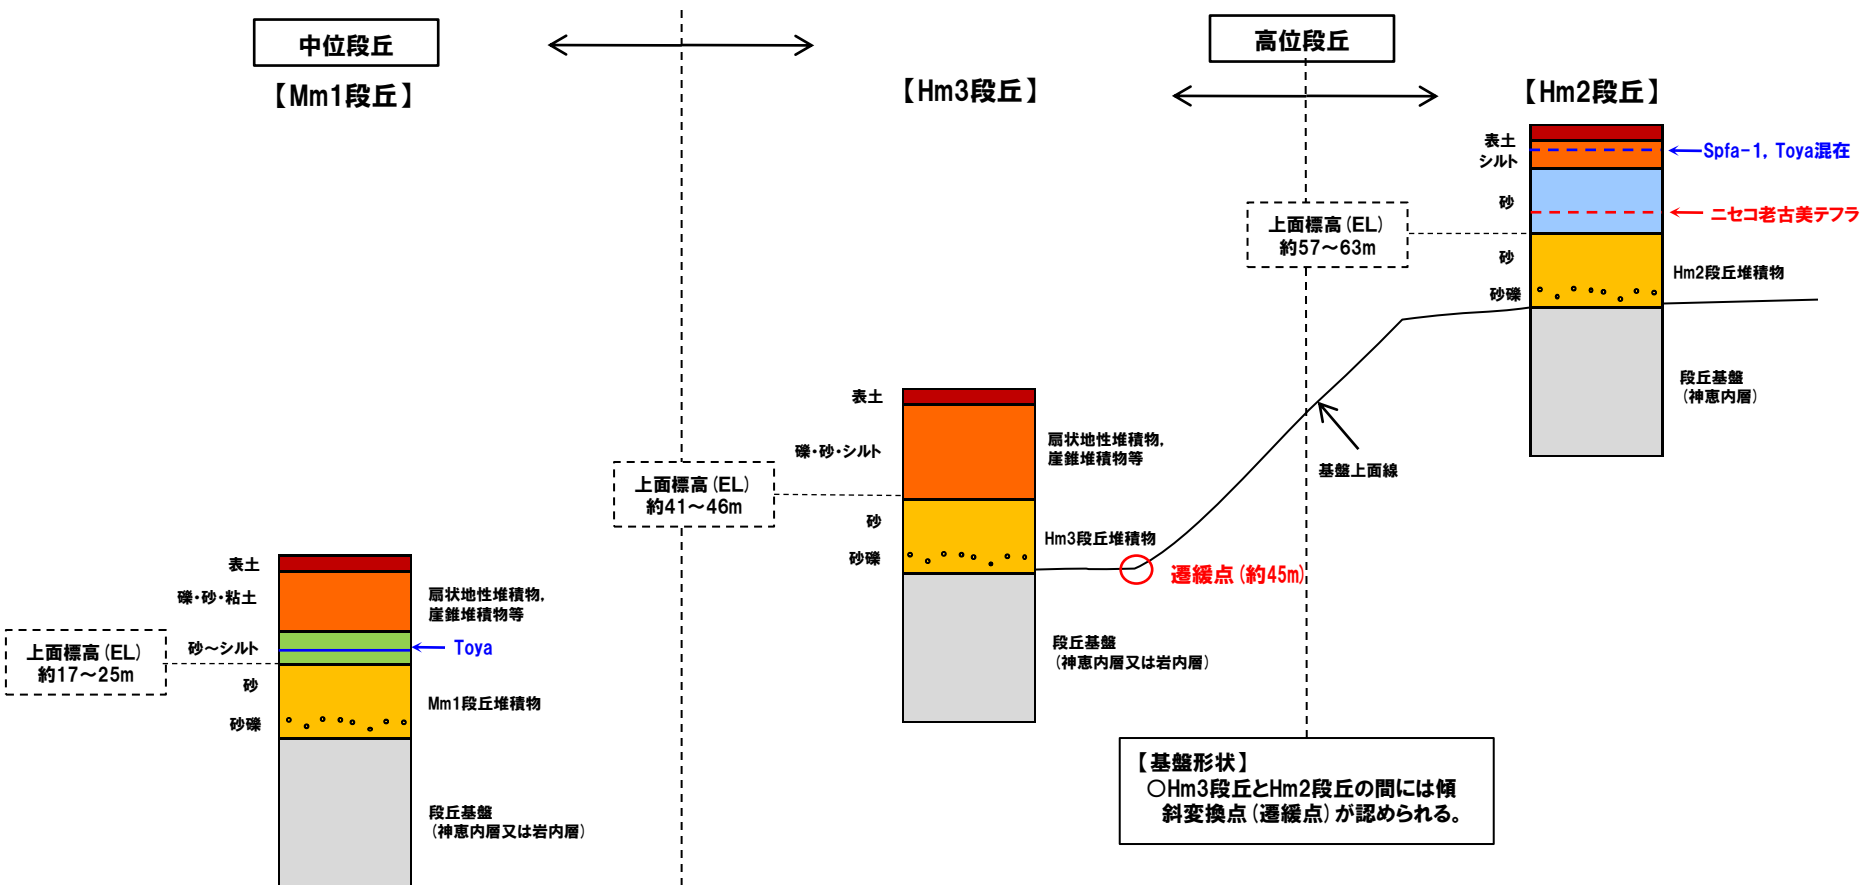 中位段丘
【Mm1段丘】
高位段丘
【Hm3段丘】
【Hm2段丘】
表土
シルト
砂
砂
砂礫
Spfa-1, Toya混在
ニセコ老古美テフラ
上面標高(EL)
約57~63m
Hm2段丘堆積物
段丘基盤
(神恵内層)
基盤上面線
表土
礫・砂・シルト
砂
砂礫
扇状地性堆積物,
崖錐堆積物等
上面標高(EL)
約41~46m
Hm3段丘堆積物
遷緩点(約45m)
段丘基盤
(神恵内層又は岩内層)
表土
礫・砂・粘土
砂~シルト
砂
砂礫
扇状地性堆積物,
崖錐堆積物等
Toya
上面標高(EL)
約17~25m
Mm1段丘堆積物
段丘基盤
(神恵内層又は岩内層)
【基盤形状】
○Hm3段丘とHm2段丘の間には傾
斜変換点(遷緩点)が認められる。